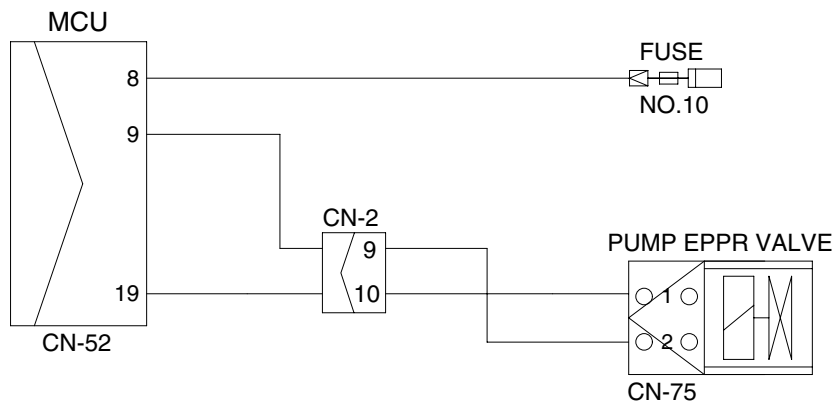 MCU
FUSE
8
NO.10
9
CN-2
9
PUMP EPPR VALVE
19
10
1
CN-52
2
CN-75